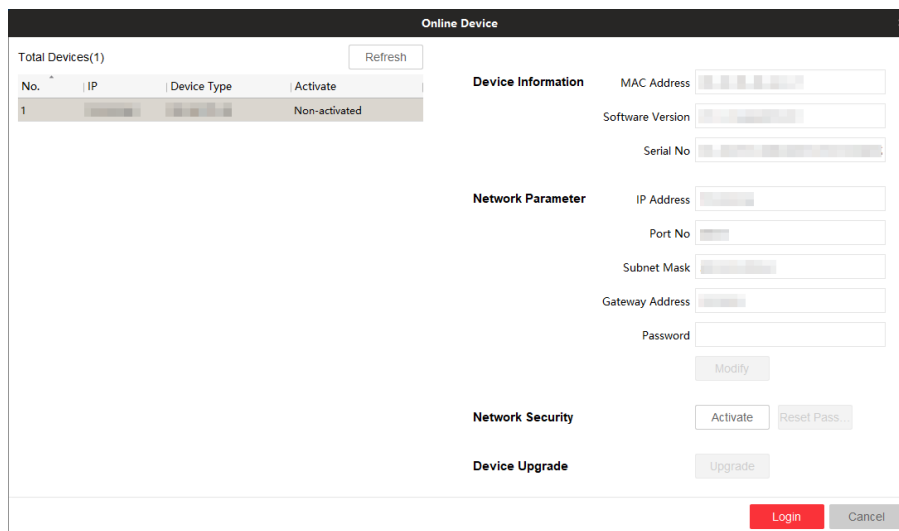 Online Device
Total Devices(1)
Refresh
No. IP Device Type Activate
1 Non-activated
Device Information
MAC Address
Software Version
Serial No
Network Parameter
IP Address
Port No
Subnet Mask
Gateway Address
Password
Modify
Network Security
Activate
Reset Pass...
Device Upgrade
Upgrade
Login
Cancel